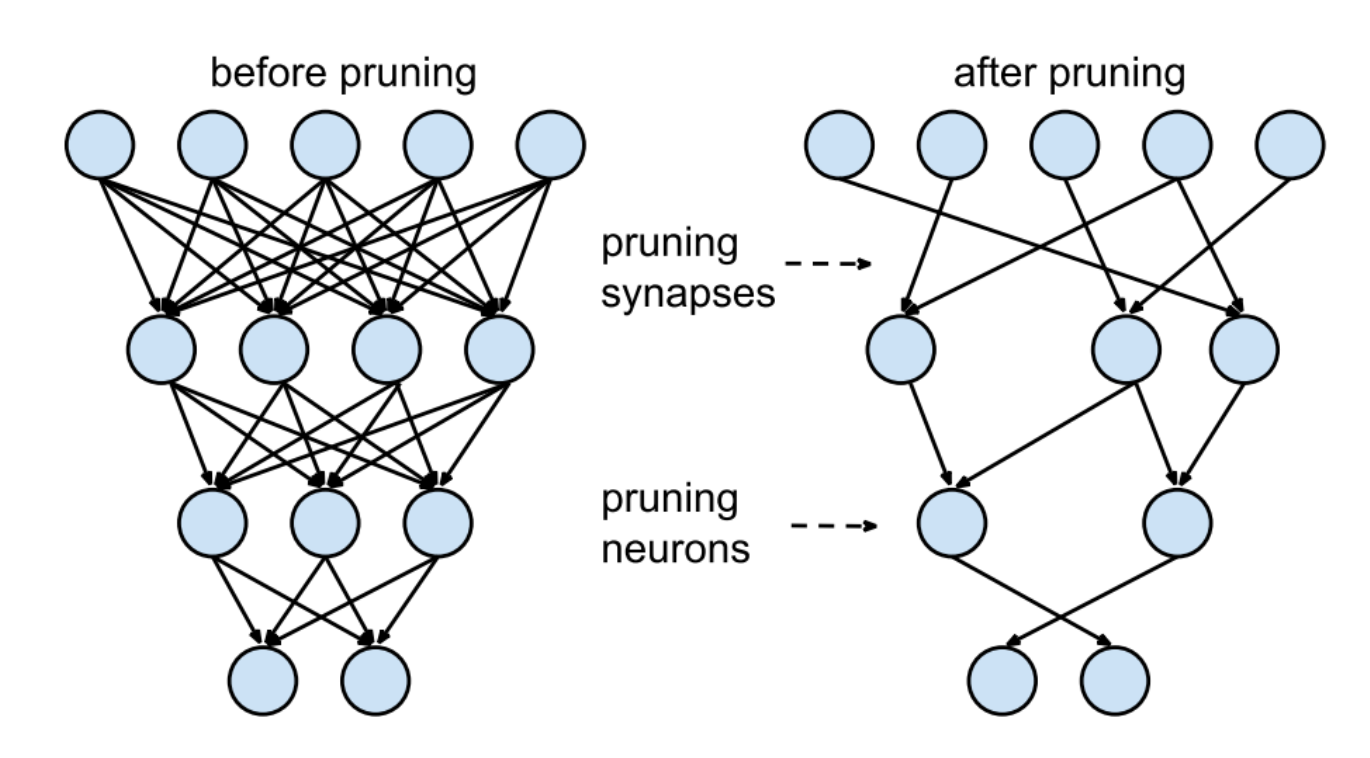 before pruning
after pruning
pruning
synapses
pruning
neurons